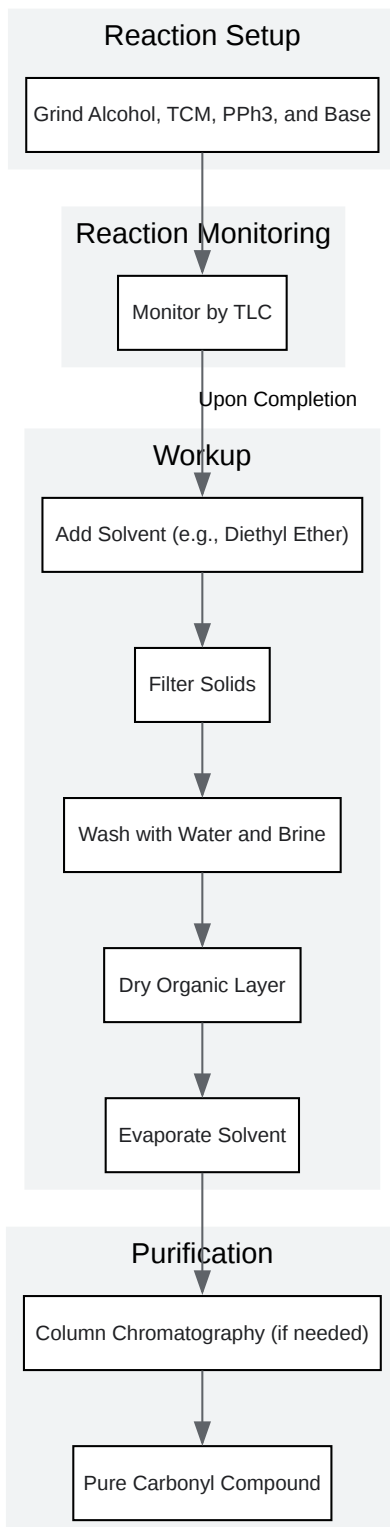 Reaction Setup
Grind Alcohol, TCM, PPh3, and Base
Reaction Monitoring
Monitor by TLC
Upon Completion
Workup
Add Solvent (e.g., Diethyl Ether)
Filter Solids
Wash with Water and Brine
Dry Organic Layer
Evaporate Solvent
Purification
Column Chromatography (if needed)
Pure Carbonyl Compound